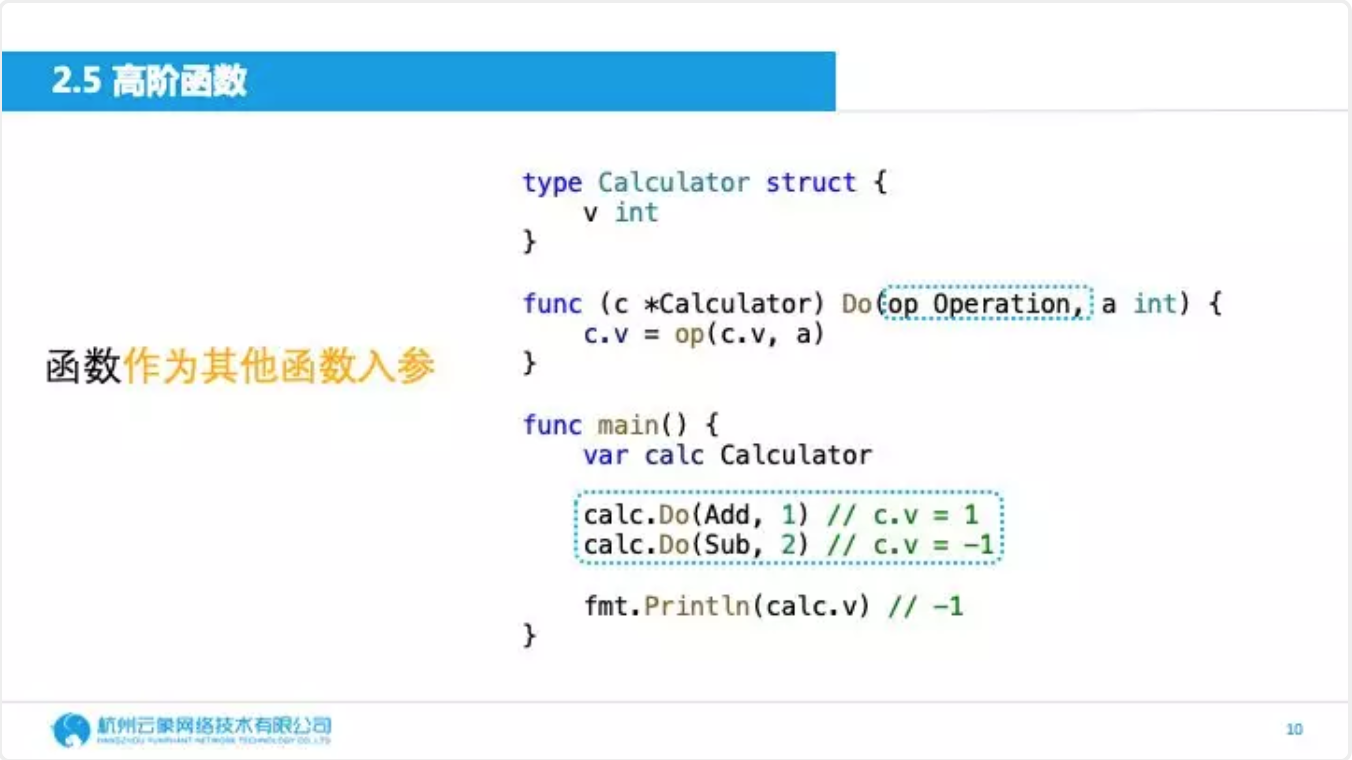 2.5 高阶函数
函数作为其他函数入参
type Calculator struct {
    v int
}
func (c *Calculator) Do(op Operation, a int) {
    c.v = op(c.v, a)
}
func main() {
    var calc Calculator
    calc.Do(Add, 1) // c.v = 1
    calc.Do(Sub, 2) // c.v = -1
    fmt.Println(calc.v) // -1
}
杭州云象网络技术有限公司
HANGZHOU YUNPHANT NETWORK TECHNOLOGY CO.,LTD
10